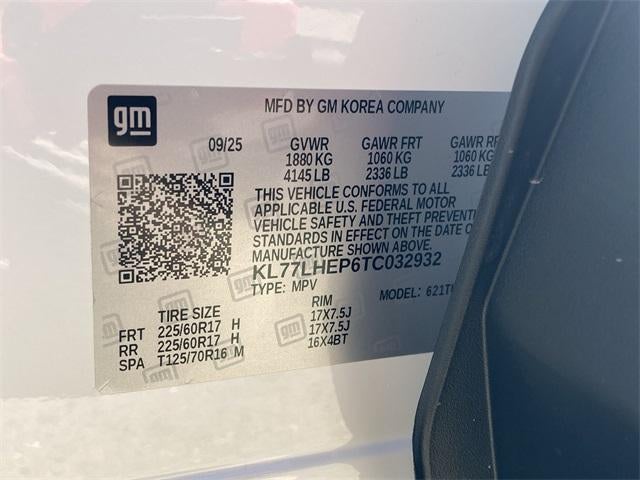 gm
MFD BY GM KOREA COMPANY
09/25 GVWR GAWR FRT GAWR
1880 KG 1060 KG 1060 KG
4145 LB 2336 LB 2336 LB
THIS VEHICLE CONFORMS TO ALL
APPLICABLE U.S. FEDERAL MOTOR
VEHICLE SAFETY AND THEFT
STANDARDS IN EFFECT ON THE DATE
MANUFACTURE SHOWN ABOVE.
KL77LHEP6TC032932
TYPE: MPV MODEL:
TIRE SIZE RIM
FRT 225/60R17 H 17X7.5J
RR 225/60R17 H 17X7.5J
SPA T125/70R16 M 16X4BT